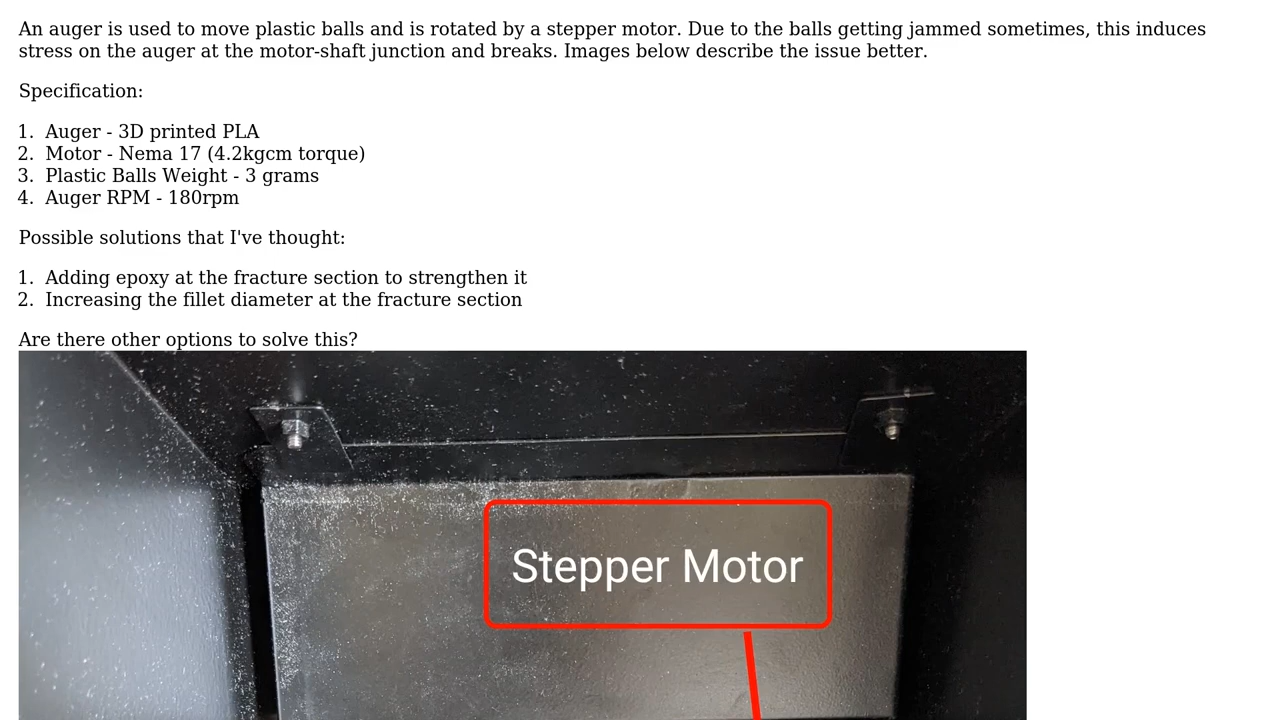 An auger is used to move plastic balls and is rotated by a stepper motor. Due to the balls getting jammed sometimes, this induces
stress on the auger at the motor-shaft junction and breaks. Images below describe the issue better.
Specification:
1. Auger - 3D printed PLA
2. Motor - Nema 17 (4.2kgcm torque)
3. Plastic Balls Weight - 3 grams
4. Auger RPM - 180rpm
Possible solutions that I've thought:
1. Adding epoxy at the fracture section to strengthen it
2. Increasing the fillet diameter at the fracture section
Are there other options to solve this?
Stepper Motor